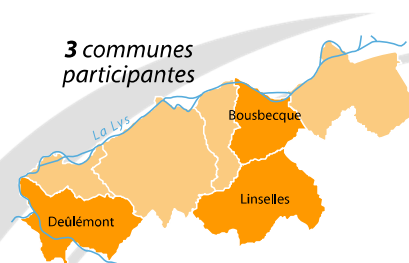 3 communes
participantes
La Lys
Bousbecque
Linselles
Deûlémont